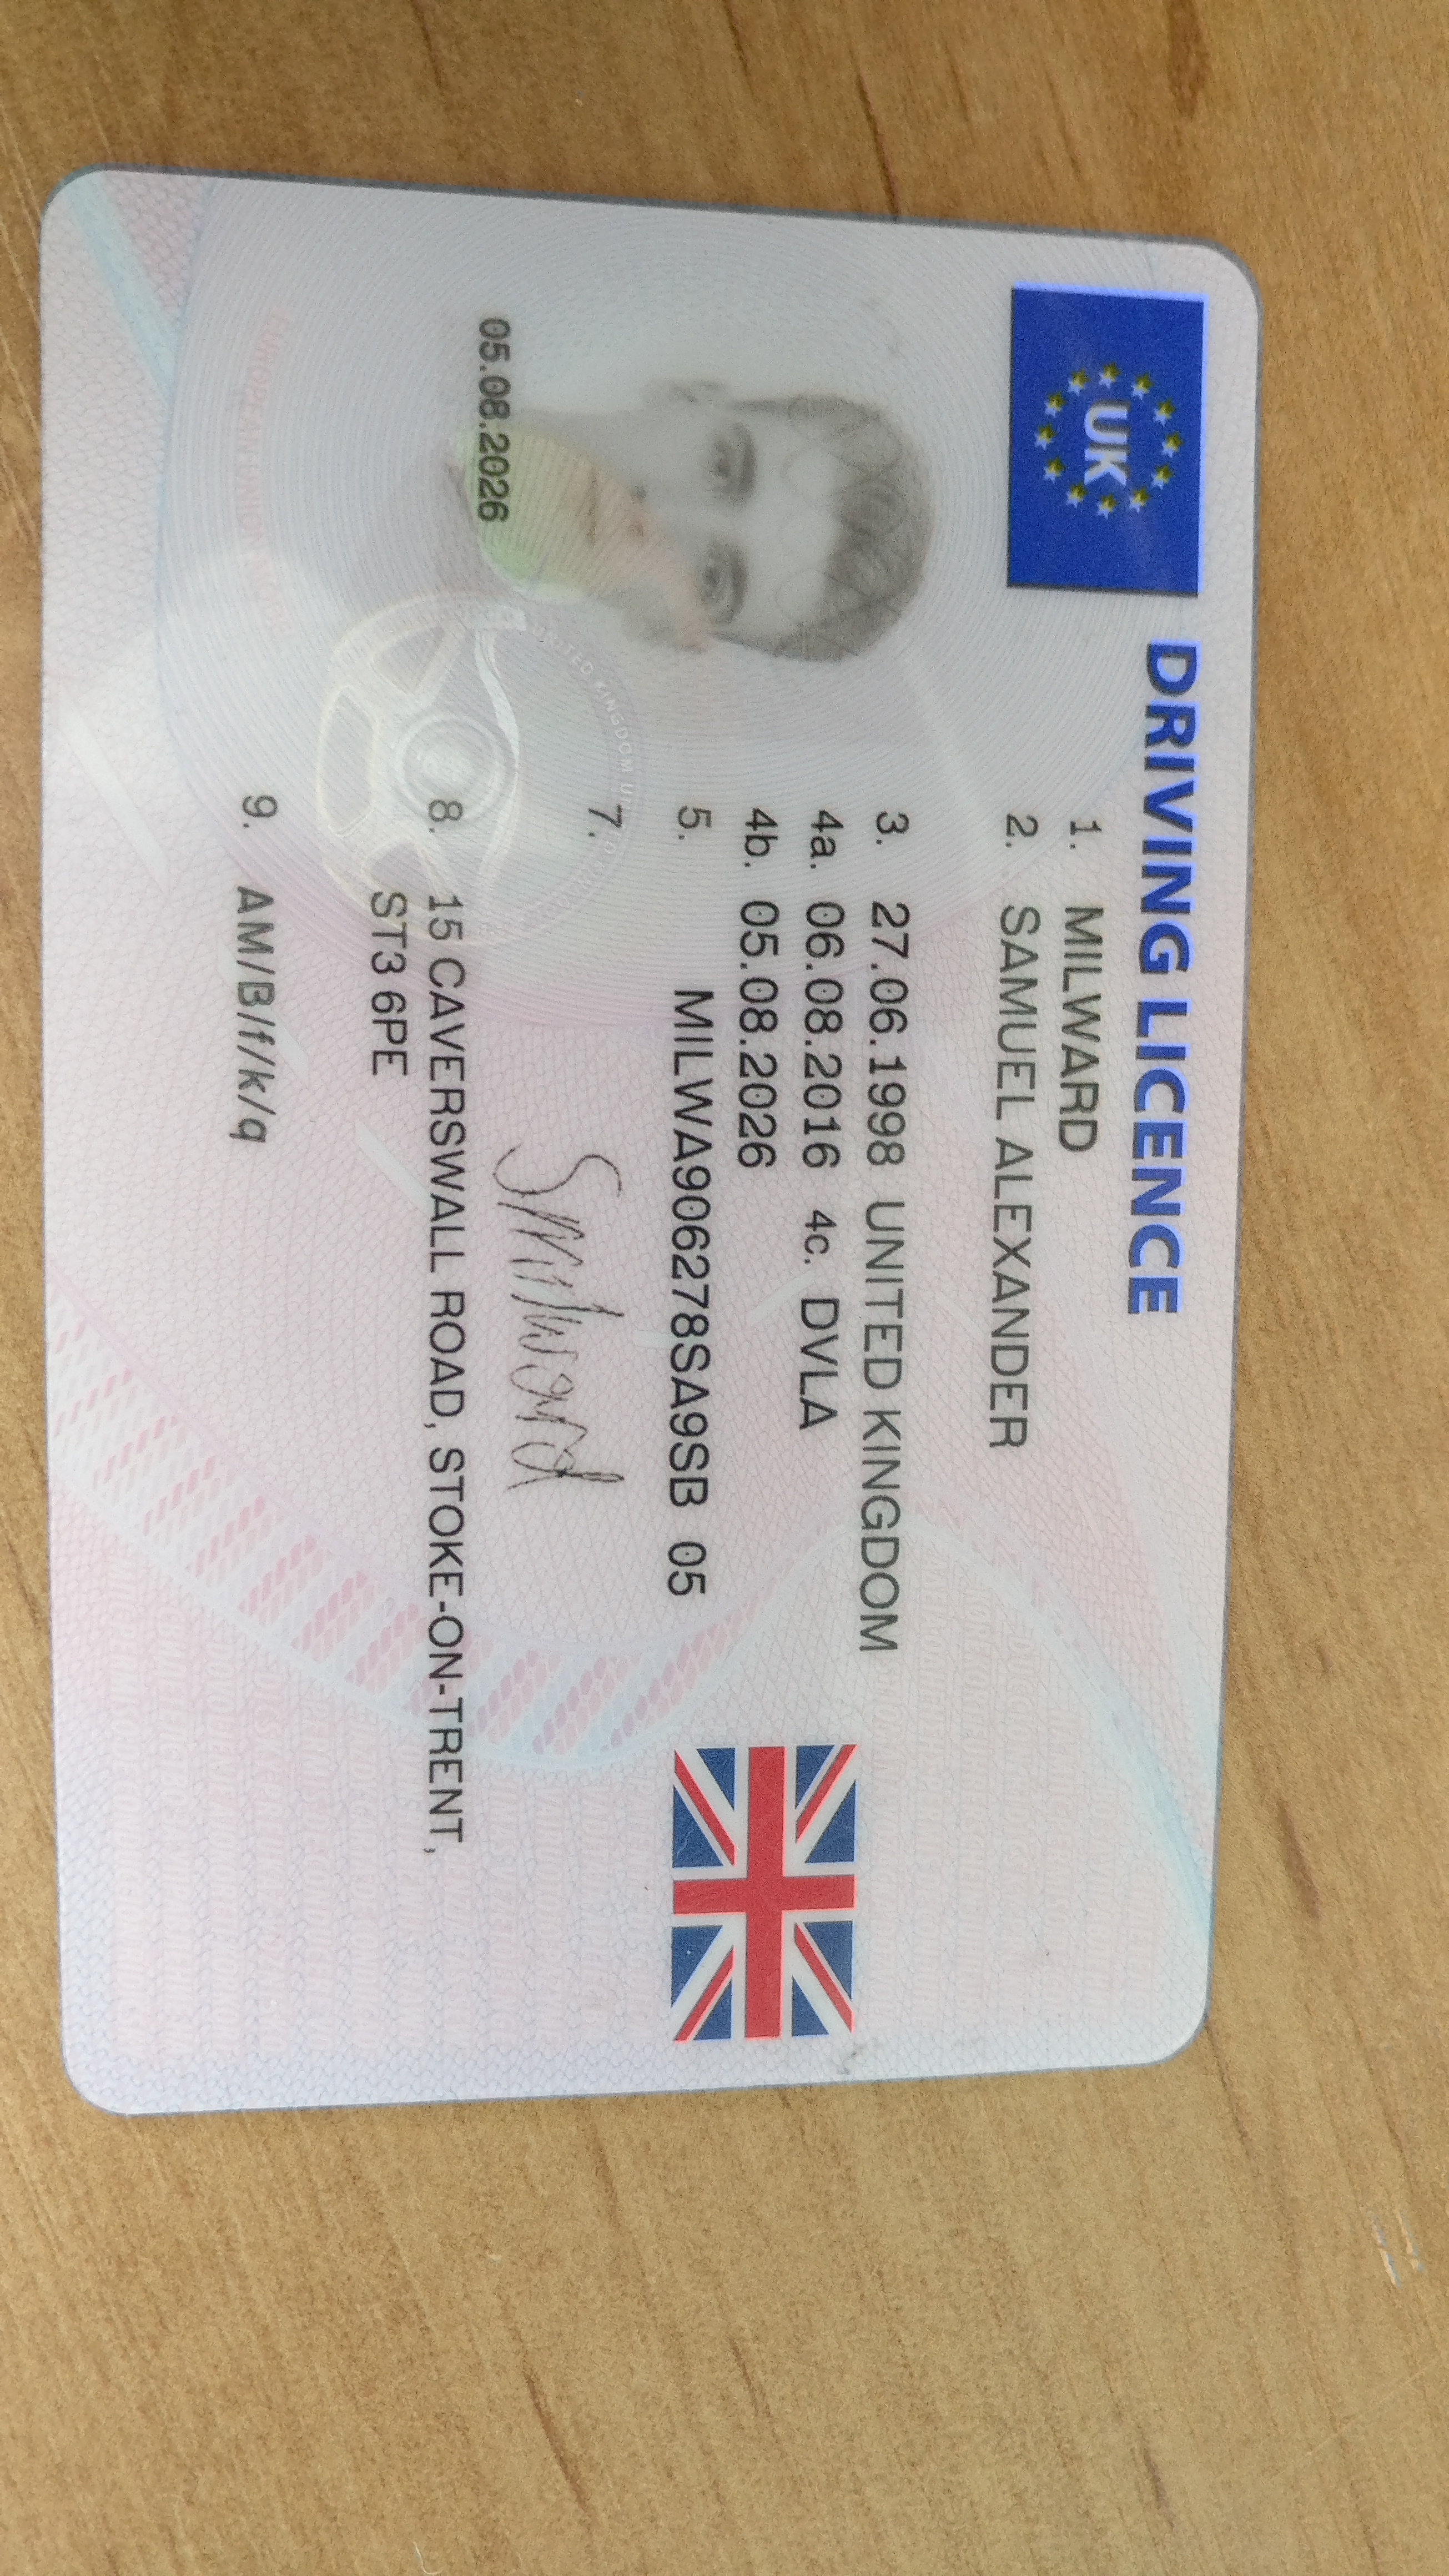 UK
DRIVING LICENCE
1. MILWARD
2. SAMUEL ALEXANDER
3. 27.06.1998 UNITED KINGDOM
4a. 06.08.2016 4c. DVLA
4b. 05.08.2026
5. MILWA906278SA9SB 05
7. SMilward
05.08.2026
8. 15 CAVERSWALL ROAD, STOKE-ON-TRENT,
ST3 6PE
9. AM/B/f/k/q
UNITED KINGDOM